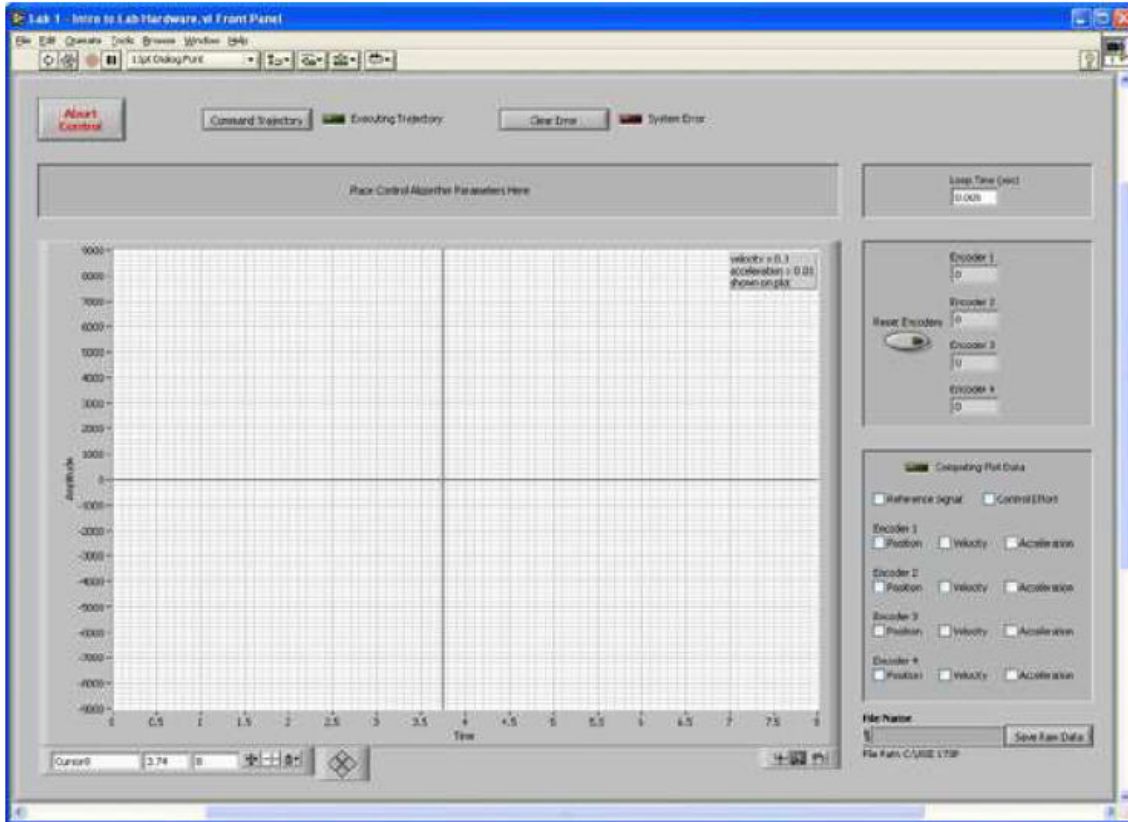 Lab 1 - Intro to Lab Hardware.vi Front Panel
File Edit Operate Tools Browse Window Help
13pt Dialog Font
Abort Control
Command Trajectory
Executing Trajectory
Clear Error
System Error
Place Control Algorithm Parameters Here
Loop Time (sec)
velocity x 0.1
acceleration x 0.01
shown on plot
9000
8000
7000
6000
5000
4000
3000
2000
1000
0
-1000
-2000
-3000
-4000
-5000
-6000
-7000
-8000
-9000
Amplitude
0 0.5 1 1.5 2 2.5 3 3.5 4 4.5 5 5.5 6 6.5 7 7.5 8
Time
Cursor0 3.74 0
Encoder 1
0
Encoder 2
0
Reset Encoders
Encoder 3
0
Encoder 4
0
Computing Plot Data
Reference Signal Control Effort
Encoder 1
Position Velocity Acceleration
Encoder 2
Position Velocity Acceleration
Encoder 3
Position Velocity Acceleration
Encoder 4
Position Velocity Acceleration
File Name
Save Raw Data
File Path: